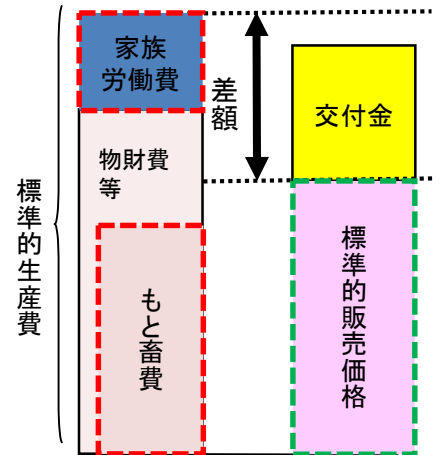 標準的生産費
家族
労働費
物財費
等
もと畜費
差額
交付金
標準的販売価格